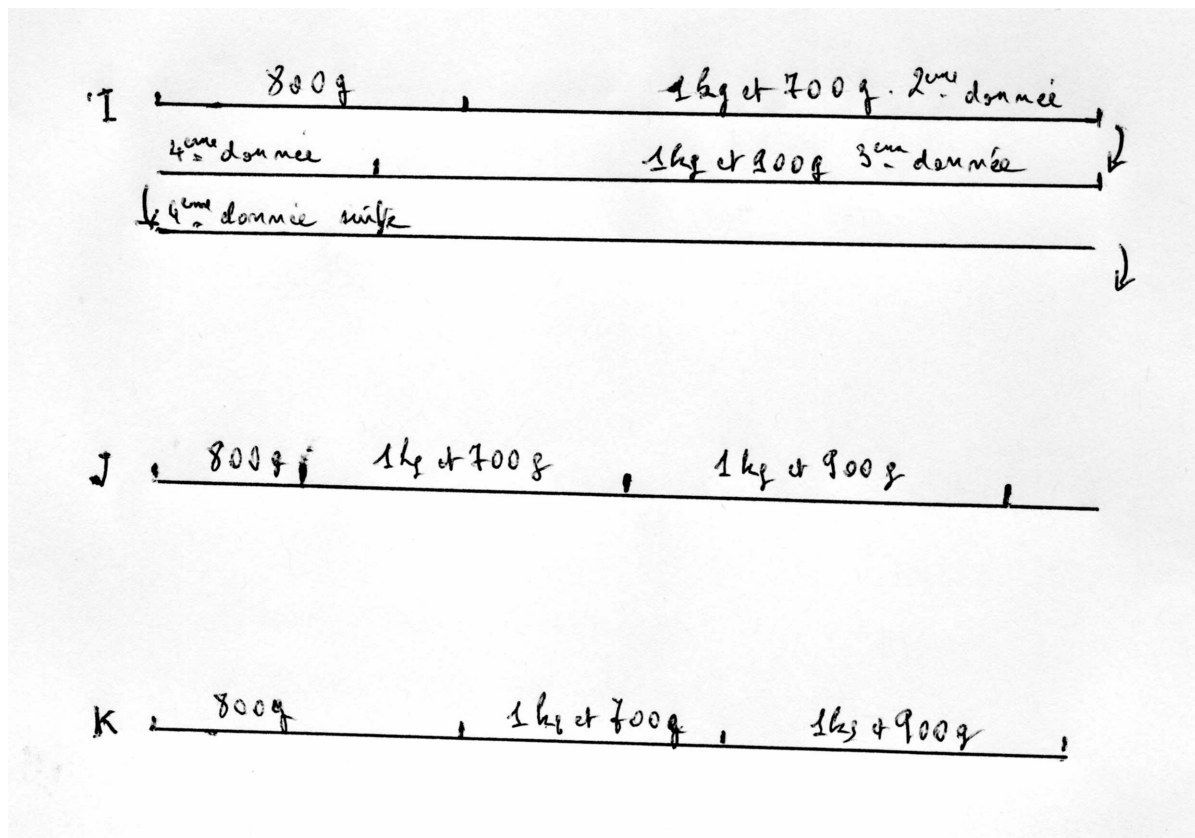 I 800g 1kg et 700g. 2ème donnée
4ème donnée 1kg et 900g 3ème donnée
4ème donnée suite
J 800g 1kg et 700g 1kg et 900g
K 800g 1kg et 700g 1kg et 900g